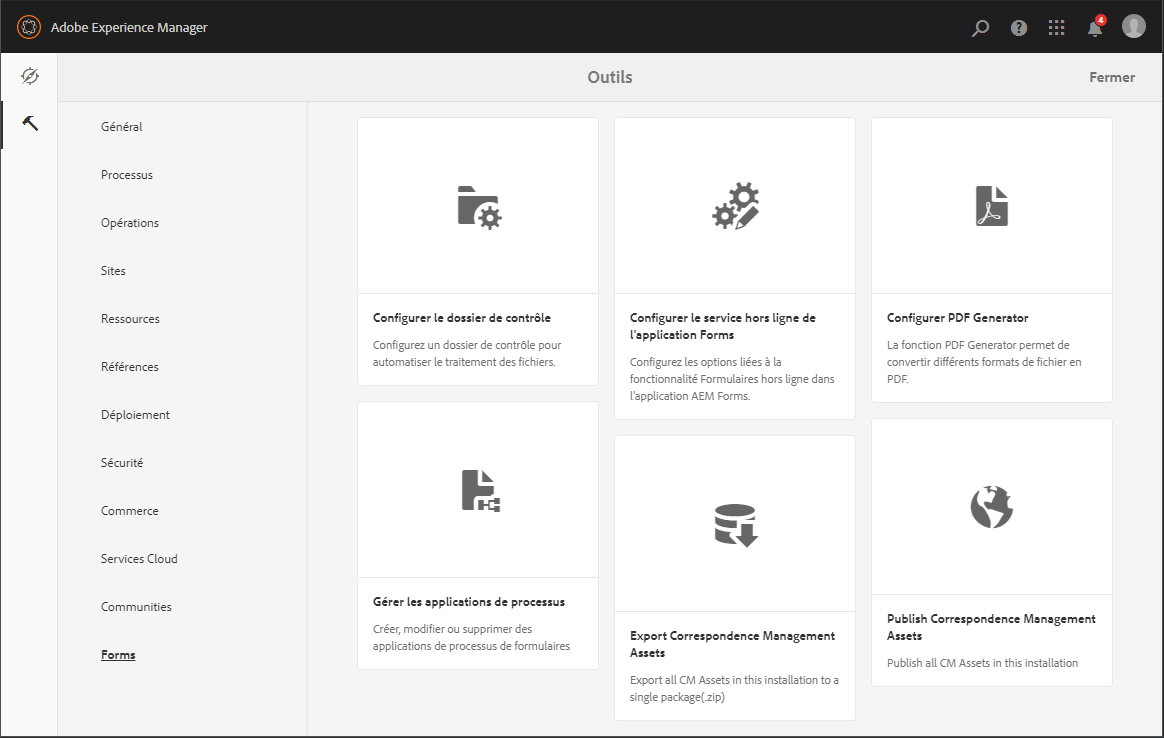 Adobe Experience Manager
4
Outils
Fermer
Général
Processus
Opérations
Sites
Ressources
Références
Déploiement
Sécurité
Commerce
Services Cloud
Communities
Forms
Configurer le dossier de contrôle
Configurez un dossier de contrôle pour
automatiser le traitement des fichiers.
Configurer le service hors ligne de
l'application Forms
Configurez les options liées à la
fonctionnalité Formulaires hors ligne dans
l'application AEM Forms.
Configurer PDF Generator
La fonction PDF Generator permet de
convertir différents formats de fichier en
PDF.
Gérer les applications de processus
Créer, modifier ou supprimer des
applications de processus de formulaires
Export Correspondence Management
Assets
Export all CM Assets in this installation to a
single package(.zip)
Publish Correspondence Management
Assets
Publish all CM Assets in this installation